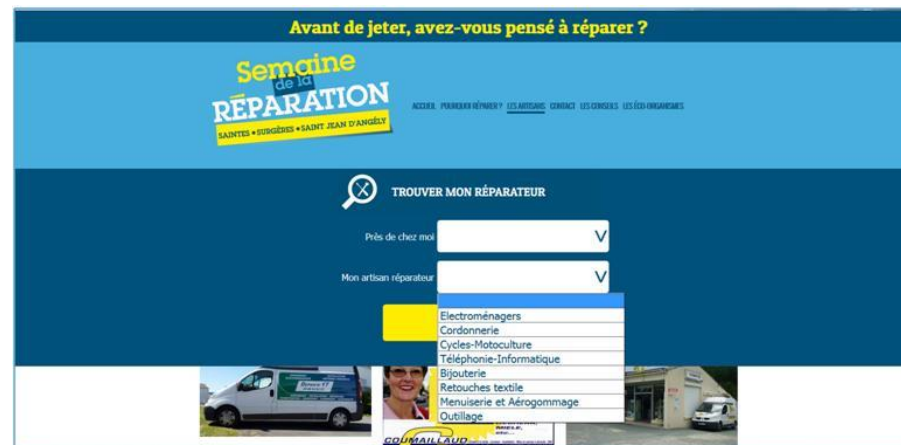 Avant de jeter, avez-vous pensé à réparer ?
Semaine
de la
RÉPARATION
SAINTES • SURGÈRES • SAINT JEAN D'ANGÉLY
ACCUEIL POURQUOI RÉPARER ? LES ARTISANS CONTACT LES CONSEILS LES ÉCO-ORGANISMES
TROUVER MON RÉPARATEUR
Près de chez moi
Mon artisan réparateur
Electroménagers
Cordonnerie
Cycles-Motoculture
Téléphonie-Informatique
Bijouterie
Retouches textile
Menuiserie et Aérogommage
Outillage
COUMAILLAUD